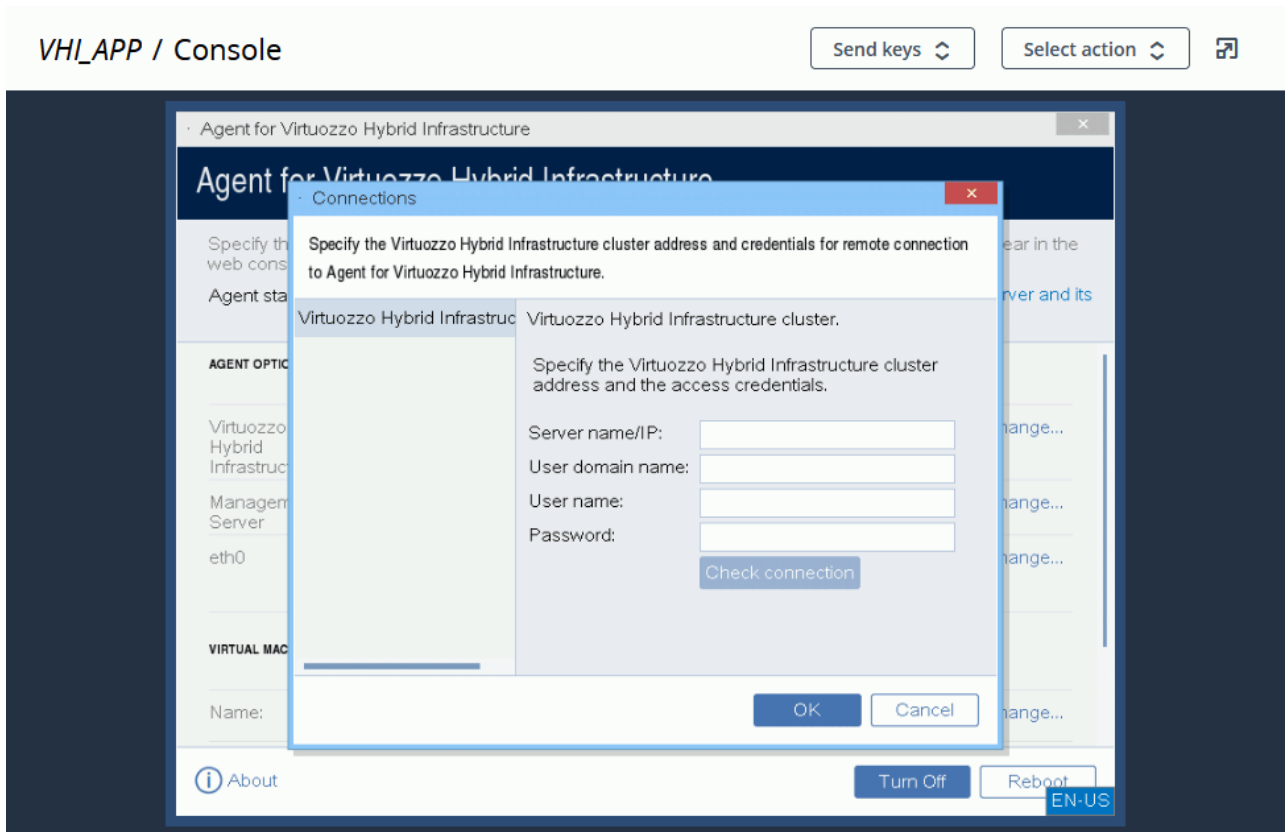 VHI_APP / Console
Send keys
Select action
Agent for Virtuozzo Hybrid Infrastructure
Agent for Virtuozzo Hybrid Infrastructure
Connections
Specify the Virtuozzo Hybrid Infrastructure cluster address and credentials for remote connection
to Agent for Virtuozzo Hybrid Infrastructure.
Specify th
ear in the
web cons
Agent sta
rver and its
Virtuozzo Hybrid Infrastruc
Virtuozzo Hybrid Infrastructure cluster.
Specify the Virtuozzo Hybrid Infrastructure cluster
address and the access credentials.
AGENT OPTIO
Virtuozzo
Hybrid
Infrastruc
hange...
Managem
Server
hange...
eth0
hange...
Server name/IP:
User domain name:
User name:
Password:
Check connection
VIRTUAL MAC
Name:
hange...
OK
Cancel
About
Turn Off
Reboot
EN-US